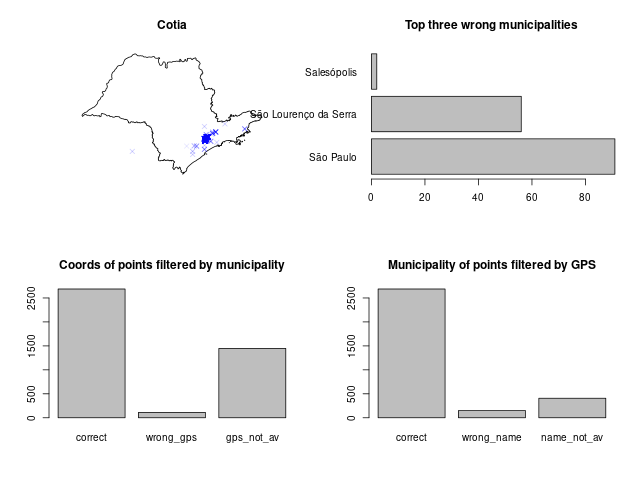 Cotia
Top three wrong municipalities
Salesópolis
São Lourenço da Serra
São Paulo
0 20 40 60 80
Coords of points filtered by municipality
0 500 1500 2500
correct wrong_gps gps_not_av
Municipality of points filtered by GPS
0 500 1500 2500
correct wrong_name name_not_av